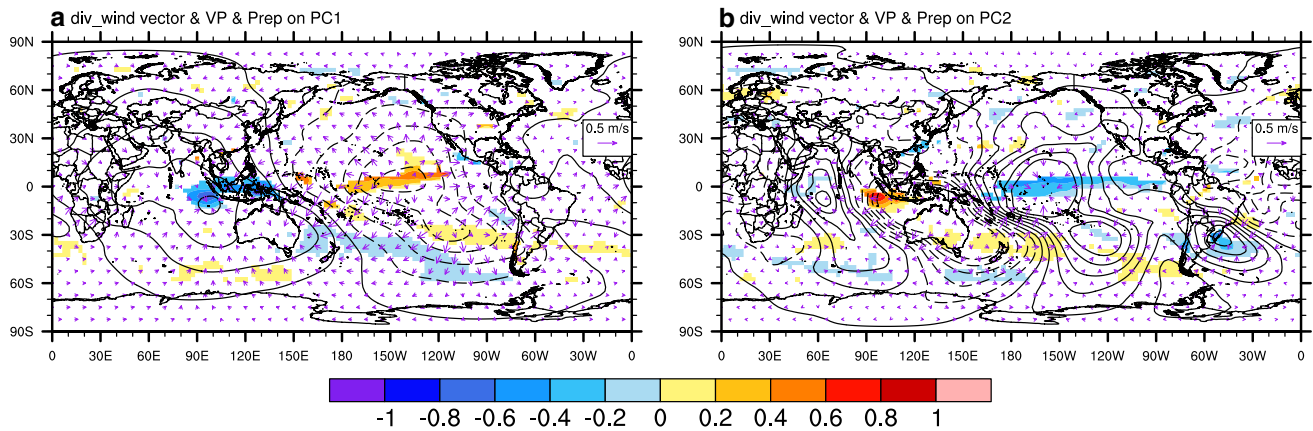 a div_wind vector & VP & Prep on PC1
90N
60N
30N
0
30S
60S
90S
0 30E 60E 90E 120E 150E 180 150W 120W 90W 60W 30W 0
0.5 m/s
b div_wind vector & VP & Prep on PC2
90N
60N
30N
0
30S
60S
90S
0 30E 60E 90E 120E 150E 180 150W 120W 90W 60W 30W 0
0.5 m/s
-1 -0.8 -0.6 -0.4 -0.2 0 0.2 0.4 0.6 0.8 1